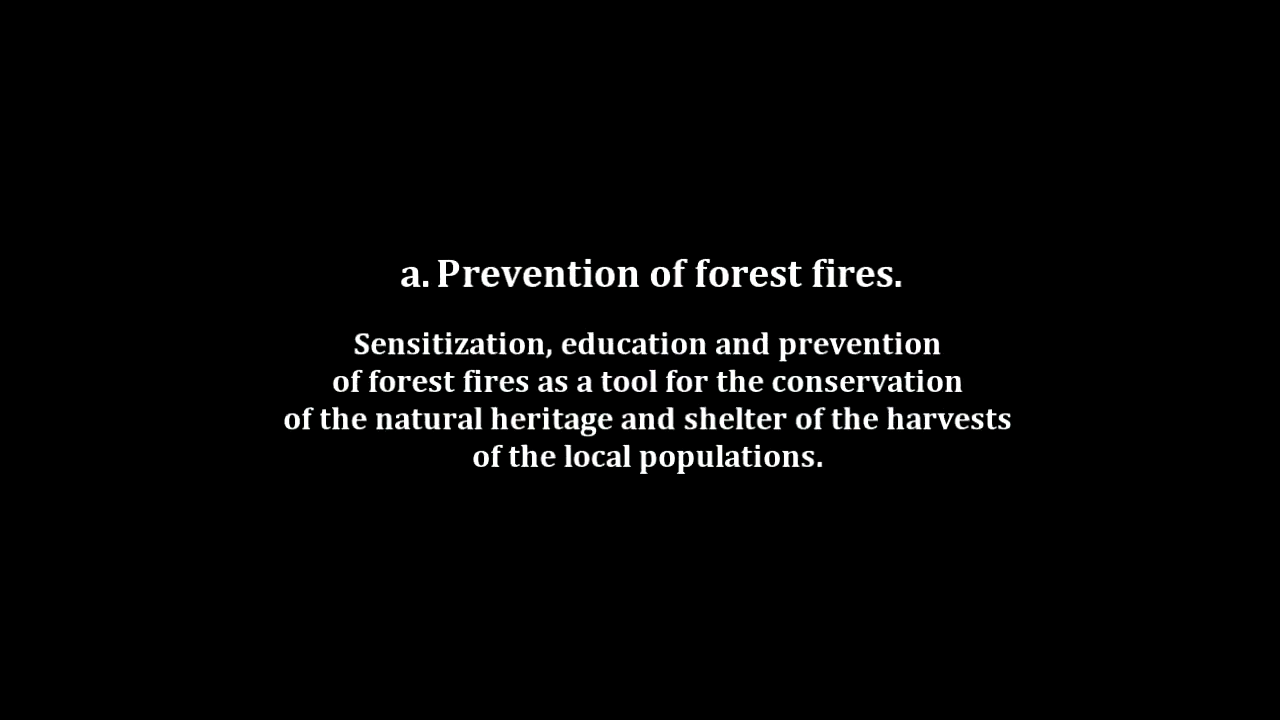 a. Prevention of forest fires.
Sensitization, education and prevention
of forest fires as a tool for the conservation
of the natural heritage and shelter of the harvests
of the local populations.